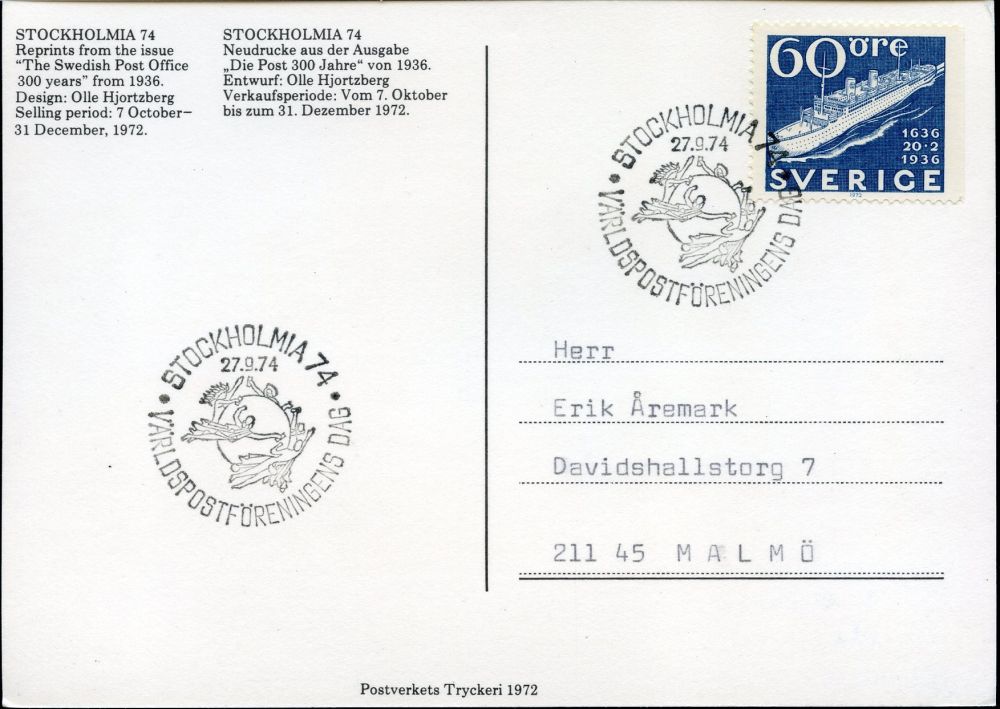 STOCKHOLMIA 74
Reprints from the issue
"The Swedish Post Office
300 years" from 1936.
Design: Olle Hjortzberg
Selling period: 7 October–
31 December, 1972.
STOCKHOLMIA 74
Neudrucke aus der Ausgabe
„Die Post 300 Jahre“ von 1936.
Entwurf: Olle Hjortzberg
Verkaufsperiode: Vom 7. Oktober
bis zum 31. Dezember 1972.
60 öre
1636
20·2
1936
SVERIGE
1972
• STOCKHOLMIA 74 •
27.9.74
VÄRLDSPOSTFÖRENINGENS DAG
Herr
Erik Åremark
Davidshallstorg 7
211 45 M A L M Ö
• STOCKHOLMIA 74 •
27.9.74
VÄRLDSPOSTFÖRENINGENS DAG
Postverkets Tryckeri 1972